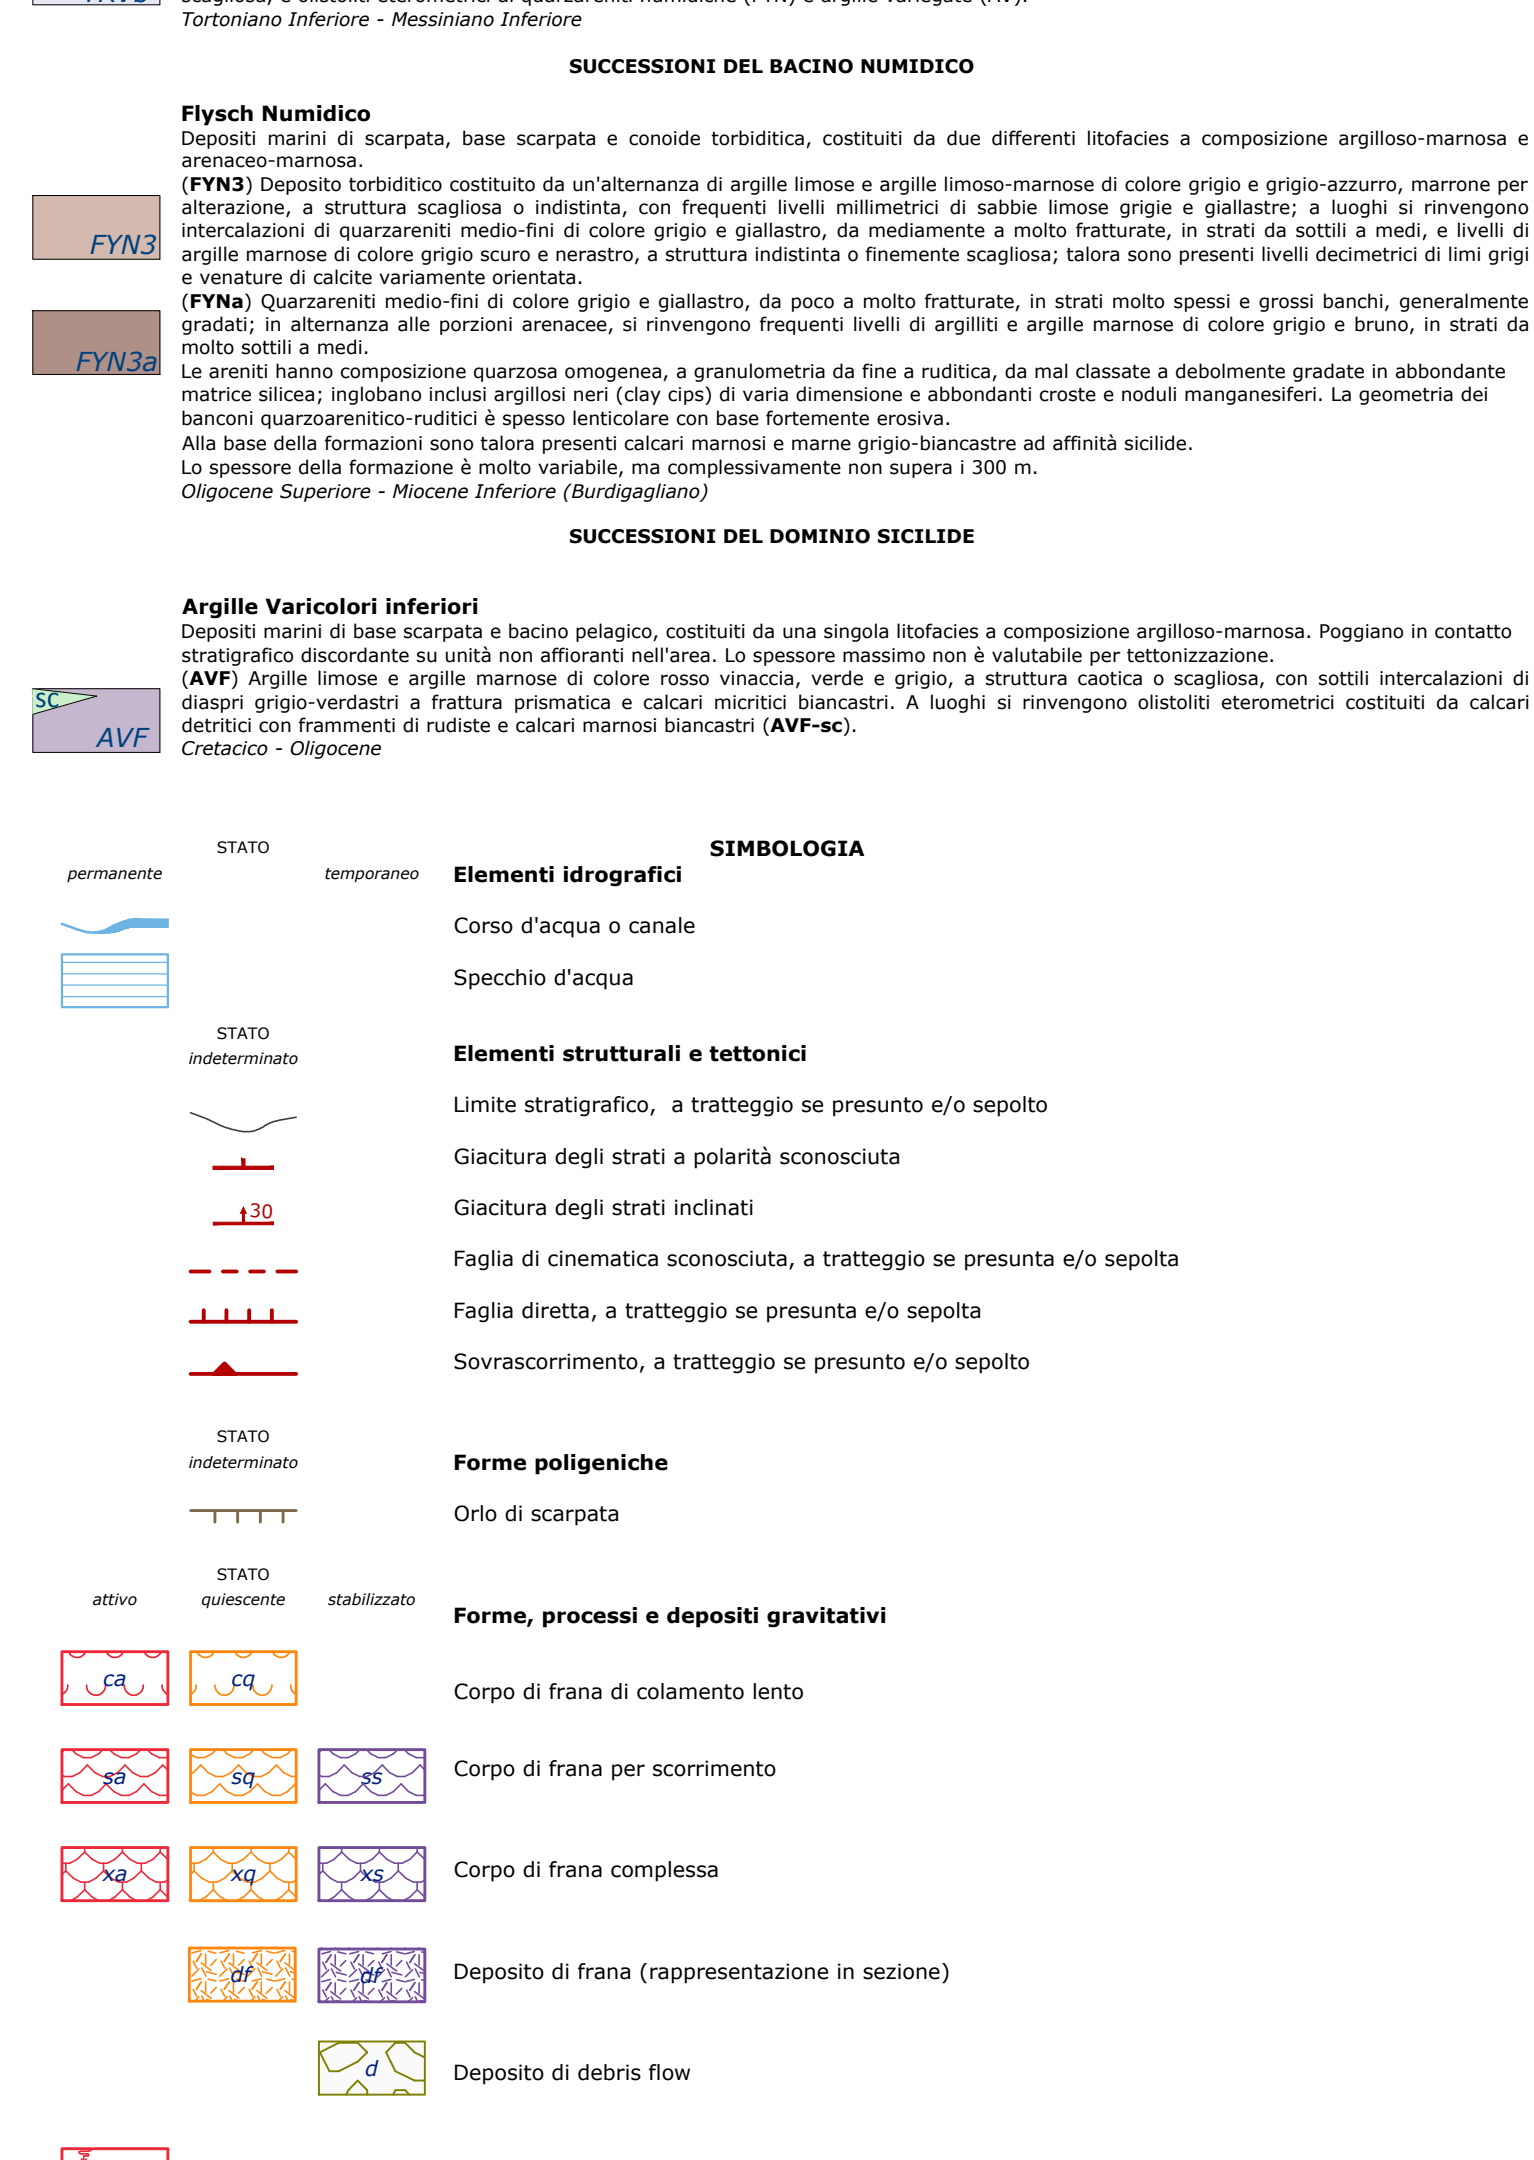 scagliosa, e olistoliti eterometrici di quarzareniti numidiche (FYN) e argille variegate (AV).
Tortoniano Inferiore - Messiniano Inferiore
SUCCESSIONI DEL BACINO NUMIDICO
Flysch Numidico
Depositi marini di scarpata, base scarpata e conoide torbiditica, costituiti da due differenti litofacies a composizione argilloso-marnosa e
arenaceo-marnosa.
(FYN3) Deposito torbiditico costituito da un'alternanza di argille limose e argille limoso-marnose di colore grigio e grigio-azzurro, marrone per
alterazione, a struttura scagliosa o indistinta, con frequenti livelli millimetrici di sabbie limose grigie e giallastre; a luoghi si rinvengono
intercalazioni di quarzareniti medio-fini di colore grigio e giallastro, da mediamente a molto fratturate, in strati da sottili a medi, e livelli di
FYN3
argille marnose di colore grigio scuro e nerastro, a struttura indistinta o finemente scagliosa; talora sono presenti livelli decimetrici di limi grigi
e venature di calcite variamente orientata.
(FYNa) Quarzareniti medio-fini di colore grigio e giallastro, da poco a molto fratturate, in strati molto spessi e grossi banchi, generalmente
gradati; in alternanza alle porzioni arenacee, si rinvengono frequenti livelli di argilliti e argille marnose di colore grigio e bruno, in strati da
molto sottili a medi.
FYN3a
Le areniti hanno composizione quarzosa omogenea, a granulometria da fine a ruditica, da mal classate a debolmente gradate in abbondante
matrice silicea; inglobano inclusi argillosi neri (clay cips) di varia dimensione e abbondanti croste e noduli manganesiferi. La geometria dei
banconi quarzoarenitico-ruditici è spesso lenticolare con base fortemente erosiva.
Alla base della formazioni sono talora presenti calcari marnosi e marne grigio-biancastre ad affinità sicilide.
Lo spessore della formazione è molto variabile, ma complessivamente non supera i 300 m.
Oligocene Superiore - Miocene Inferiore (Burdigagliano)
SUCCESSIONI DEL DOMINIO SICILIDE
Argille Varicolori inferiori
Depositi marini di base scarpata e bacino pelagico, costituiti da una singola litofacies a composizione argilloso-marnosa. Poggiano in contatto
stratigrafico discordante su unità non affioranti nell'area. Lo spessore massimo non è valutabile per tettonizzazione.
(AVF) Argille limose e argille marnose di colore rosso vinaccia, verde e grigio, a struttura caotica o scagliosa, con sottili intercalazioni di
sc
diaspri grigio-verdastri a frattura prismatica e calcari micritici biancastri. A luoghi si rinvengono olistoliti eterometrici costituiti da calcari
detritici con frammenti di rudiste e calcari marnosi biancastri (AVF-sc).
AVF
Cretacico - Oligocene
SIMBOLOGIA
STATO
permanente temporaneo Elementi idrografici
Corso d'acqua o canale
Specchio d'acqua
STATO
indeterminato Elementi strutturali e tettonici
Limite stratigrafico, a tratteggio se presunto e/o sepolto
Giacitura degli strati a polarità sconosciuta
30 Giacitura degli strati inclinati
Faglia di cinematica sconosciuta, a tratteggio se presunta e/o sepolta
Faglia diretta, a tratteggio se presunta e/o sepolta
Sovrascorrimento, a tratteggio se presunto e/o sepolto
STATO
indeterminato Forme poligeniche
Orlo di scarpata
STATO
attivo quiescente stabilizzato Forme, processi e depositi gravitativi
ca cq Corpo di frana di colamento lento
sa sq ss Corpo di frana per scorrimento
xa xq xs Corpo di frana complessa
df df Deposito di frana (rappresentazione in sezione)
d Deposito di debris flow